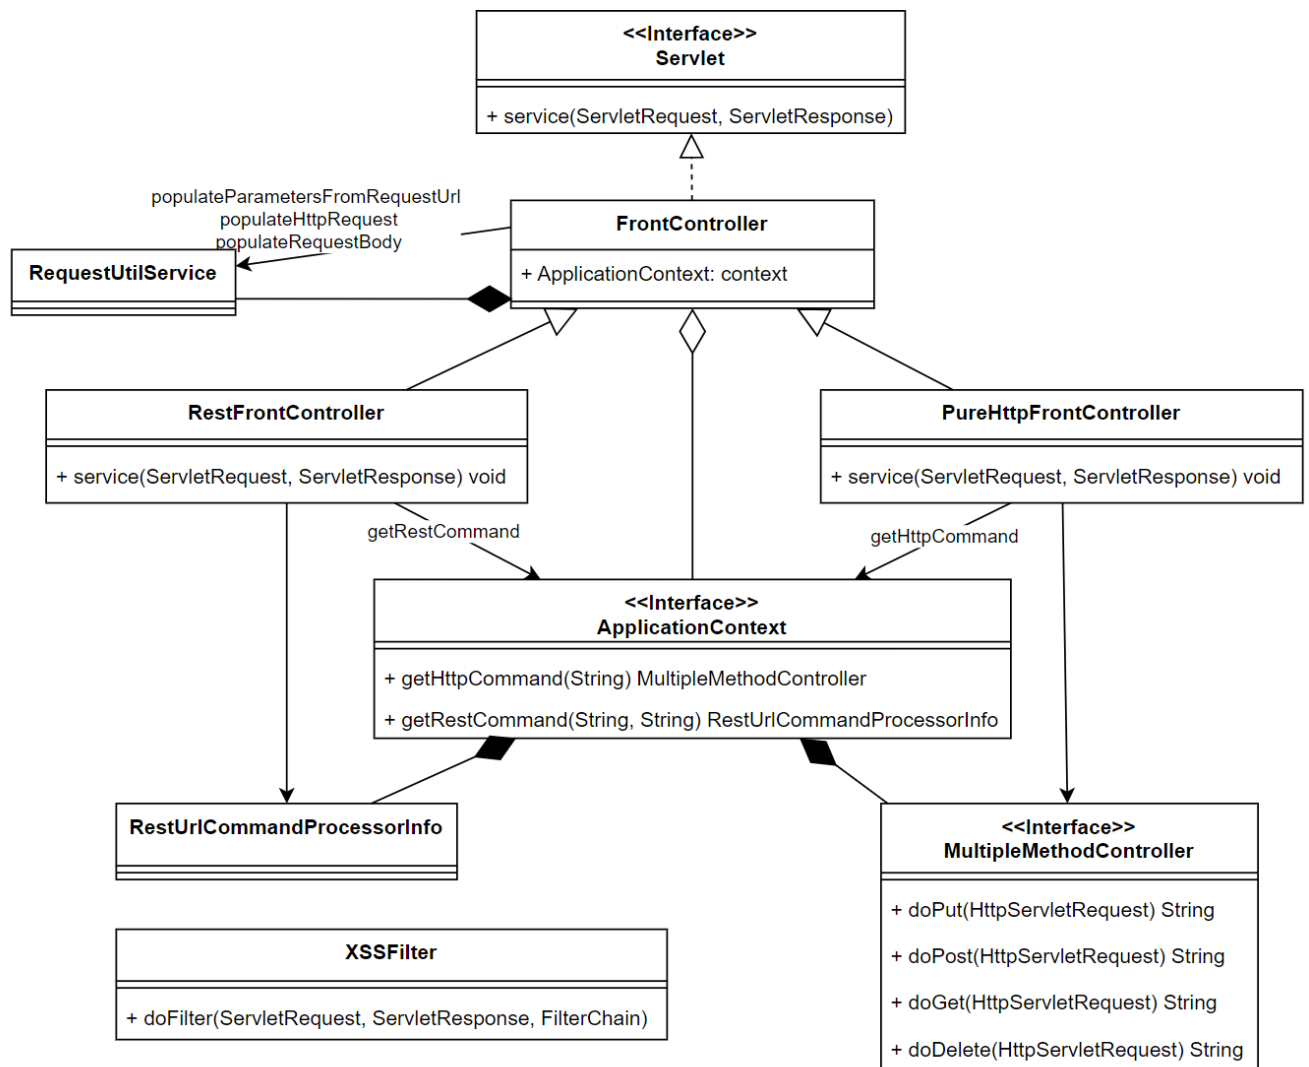 <<Interface>>
Servlet
+ service(ServletRequest, ServletResponse)
populateParametersFromRequestUrl
populateHttpRequest
populateRequestBody
FrontController
+ ApplicationContext: context
RequestUtilService
RestFrontController
+ service(ServletRequest, ServletResponse) void
PureHttpFrontController
+ service(ServletRequest, ServletResponse) void
getRestCommand
getHttpCommand
<<Interface>>
ApplicationContext
+ getHttpCommand(String) MultipleMethodController
+ getRestCommand(String, String) RestUrlCommandProcessorInfo
RestUrlCommandProcessorInfo
<<Interface>>
MultipleMethodController
+ doPut(HttpServletRequest) String
+ doPost(HttpServletRequest) String
+ doGet(HttpServletRequest) String
+ doDelete(HttpServletRequest) String
XSSFilter
+ doFilter(ServletRequest, ServletResponse, FilterChain)